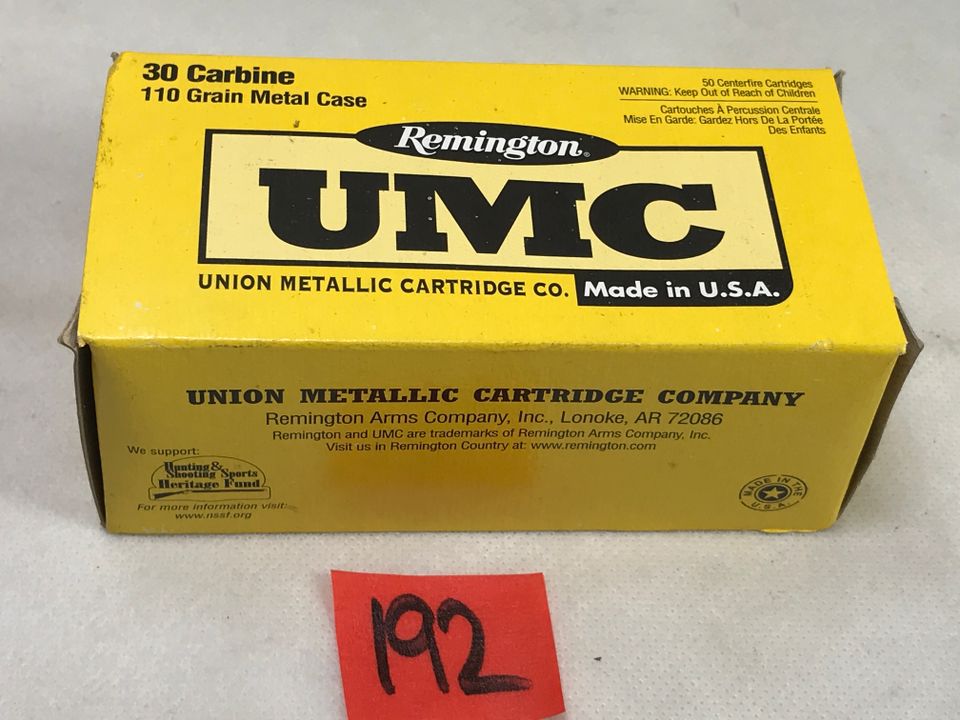 30 Carbine
110 Grain Metal Case
50 Centerfire Cartridges
WARNING: Keep Out of Reach of Children
Cartouches À Percussion Centrale
Mise En Garde: Gardez Hors De La Portée
Des Enfants
Remington®
UMC
UNION METALLIC CARTRIDGE CO. Made in U.S.A.
UNION METALLIC CARTRIDGE COMPANY
Remington Arms Company, Inc., Lonoke, AR 72086
Remington and UMC are trademarks of Remington Arms Company, Inc.
Visit us in Remington Country at: www.remington.com
We support:
Hunting &
Shooting Sports
Heritage Fund
For more information visit:
www.nssf.org
MADE IN THE
U.S.A.
192